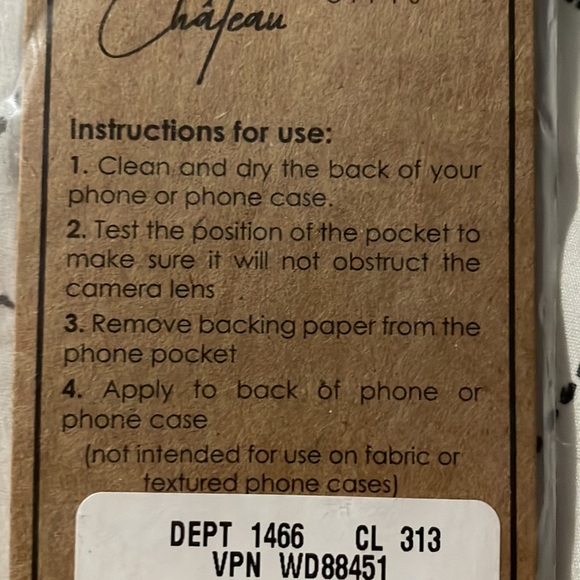 Château
Instructions for use:
1. Clean and dry the back of your
phone or phone case.
2. Test the position of the pocket to
make sure it will not obstruct the
camera lens
3. Remove backing paper from the
phone pocket
4. Apply to back of phone or
phone case
(not intended for use on fabric or
textured phone cases)
DEPT 1466 CL 313
VPN WD88451